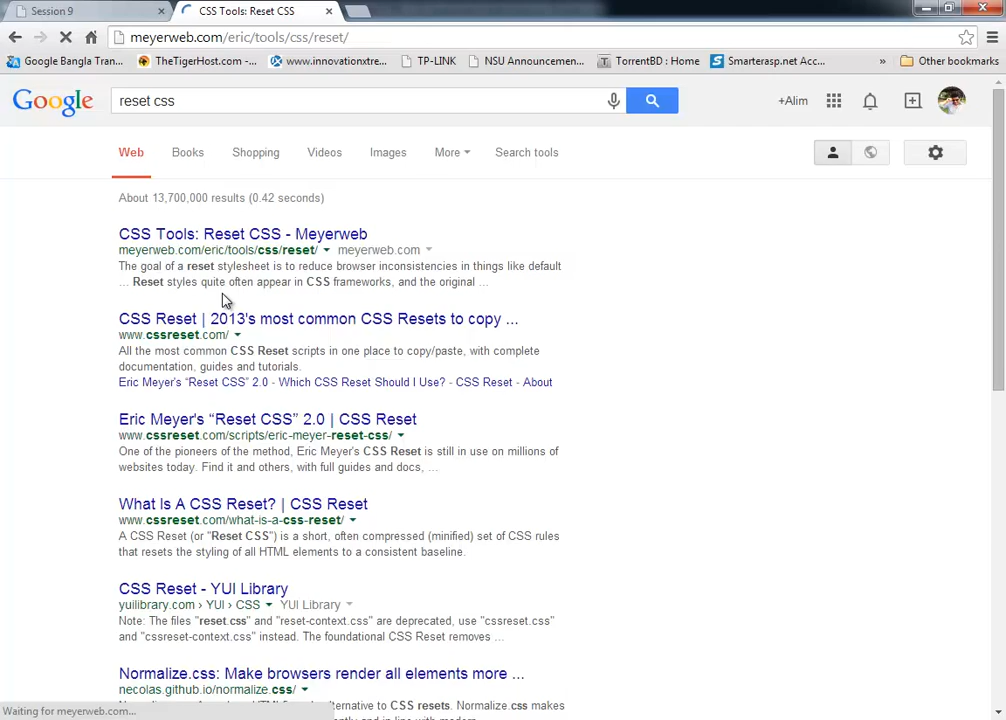 Session 9
CSS Tools: Reset CSS
meyerweb.com/eric/tools/css/reset/
Google Bangla Tran... TheTigerHost.com -... www.innovationxtre... TP-LINK NSU Announcemen... TorrentBD : Home Smarterasp.net Acc... » Other bookmarks
Google reset css +Alim
Web Books Shopping Videos Images More Search tools
About 13,700,000 results (0.42 seconds)
CSS Tools: Reset CSS - Meyerweb
meyerweb.com/eric/tools/css/reset/ meyerweb.com
The goal of a reset stylesheet is to reduce browser inconsistencies in things like default
... Reset styles quite often appear in CSS frameworks, and the original ...
CSS Reset | 2013's most common CSS Resets to copy ...
www.cssreset.com/
All the most common CSS Reset scripts in one place to copy/paste, with complete
documentation, guides and tutorials.
Eric Meyer's “Reset CSS” 2.0 - Which CSS Reset Should I Use? - CSS Reset - About
Eric Meyer's “Reset CSS” 2.0 | CSS Reset
www.cssreset.com/scripts/eric-meyer-reset-css/
One of the pioneers of the method, Eric Meyer's CSS Reset is still in use on millions of
websites today. Find it and others, with full guides and docs, ...
What Is A CSS Reset? | CSS Reset
www.cssreset.com/what-is-a-css-reset/
A CSS Reset (or “Reset CSS”) is a short, often compressed (minified) set of CSS rules
that resets the styling of all HTML elements to a consistent baseline.
CSS Reset - YUI Library
yuilibrary.com › YUI › CSS YUI Library
Note: The files "reset.css" and "reset-context.css" are deprecated, use "cssreset.css"
and "cssreset-context.css" instead. The foundational CSS Reset removes ...
Normalize.css: Make browsers render all elements more ...
necolas.github.io/normalize.css/
alternative to CSS resets. Normalize.css makes
Waiting for meyerweb.com...